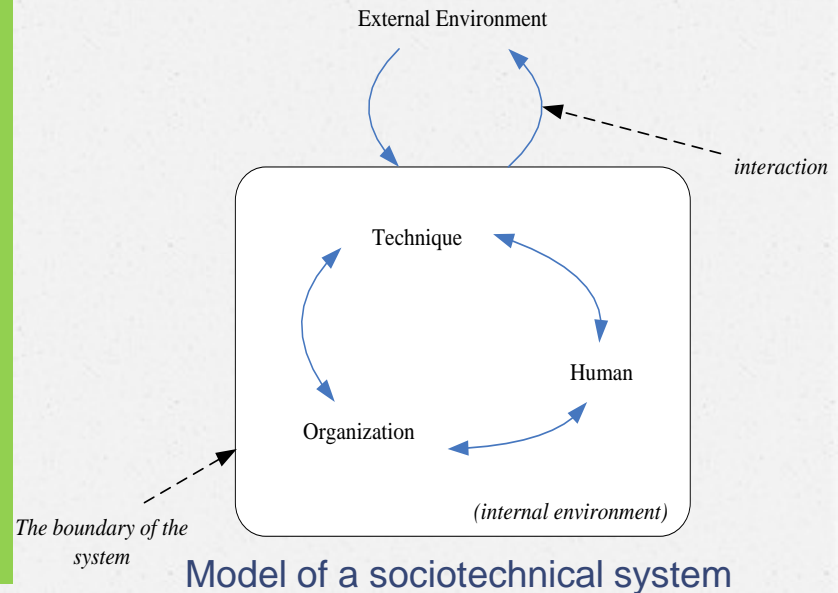 External Environment
interaction
Technique
Human
Organization
(internal environment)
The boundary of the
system
Model of a sociotechnical system